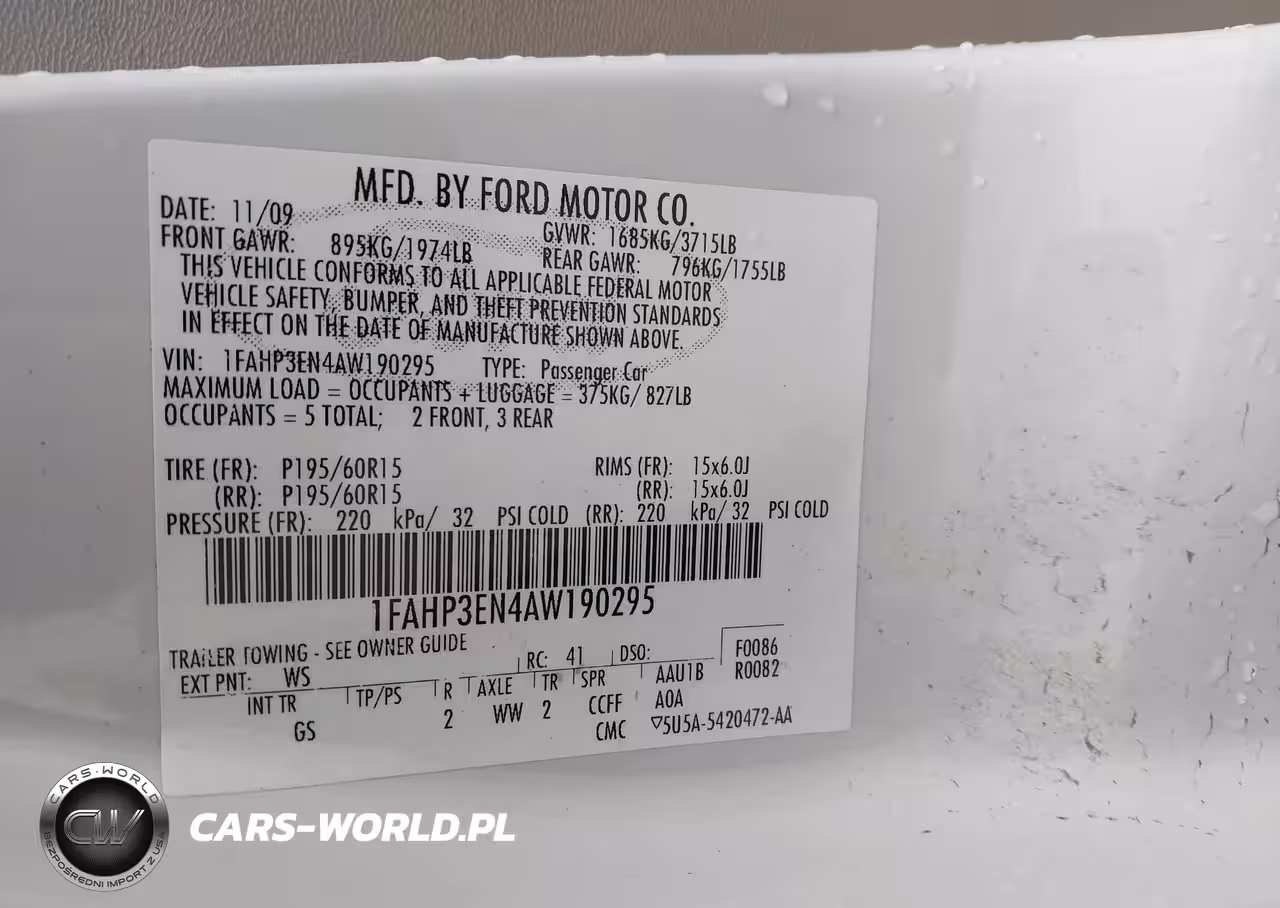 MFD. BY FORD MOTOR CO.
DATE: 11/09 GVWR: 1685KG/3715LB
FRONT GAWR: 895KG/1974LB REAR GAWR: 796KG/1755LB
THIS VEHICLE CONFORMS TO ALL APPLICABLE FEDERAL MOTOR
VEHICLE SAFETY, BUMPER, AND THEFT PREVENTION STANDARDS
IN EFFECT ON THE DATE OF MANUFACTURE SHOWN ABOVE.
VIN: 1FAHP3EN4AW190295 TYPE: Passenger Car
MAXIMUM LOAD = OCCUPANTS + LUGGAGE = 375KG/ 827LB
OCCUPANTS = 5 TOTAL; 2 FRONT, 3 REAR
TIRE (FR): P195/60R15 RIMS (FR): 15x6.0J
(RR): P195/60R15 (RR): 15x6.0J
PRESSURE (FR): 220 kPa/ 32 PSI COLD (RR): 220 kPa/ 32 PSI COLD
1FAHP3EN4AW190295
TRAILER TOWING - SEE OWNER GUIDE
EXT PNT: WS RC: 41 DSO: F0086
R0082
INT TR TP/PS R AXLE TR SPR AAU1B
GS 2 WW 2 CCFF A0A
CMC ▽5U5A-5420472-AA
CARS-WORLD
CW
BEZPOŚREDNI IMPORT Z USA
CARS-WORLD.PL